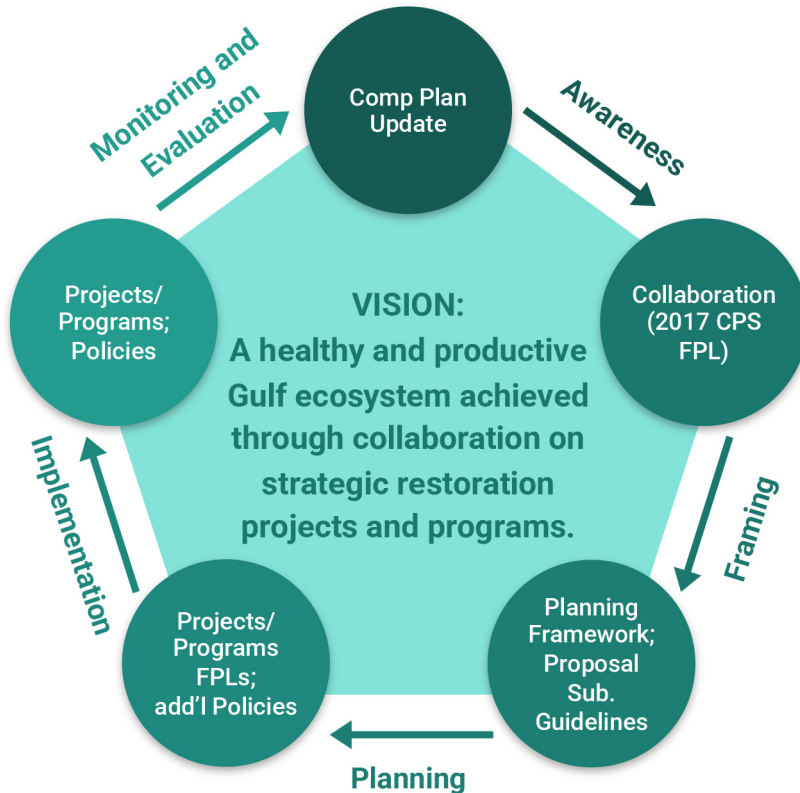 Monitoring and
Evaluation
Comp Plan
Update
Awareness
Projects/
Programs;
Policies
Collaboration
(2017 CPS
FPL)
VISION:
A healthy and productive
Gulf ecosystem achieved
through collaboration on
strategic restoration
projects and programs.
Implementation
Framing
Projects/
Programs
FPLs;
add'l Policies
Planning
Framework;
Proposal
Sub.
Guidelines
Planning